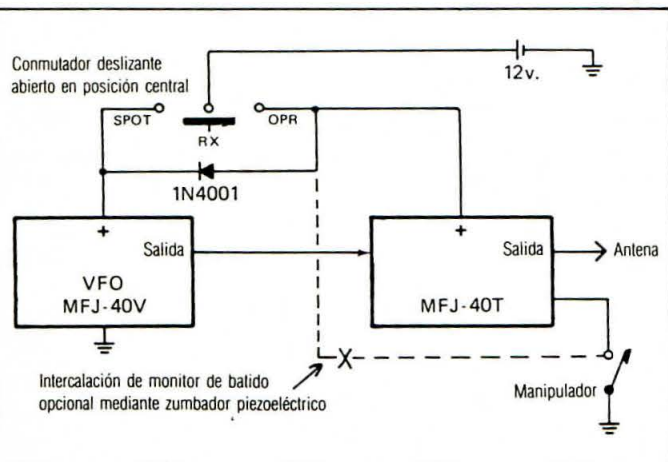 Conmutador deslizante
abierto en posición central
12v.
SPOT
OPR
RX
1N4001
+
Salida
VFO
MFJ-40V
+
Salida
MFJ-40T
Antena
X
Intercalación de monitor de batido
opcional mediante zumbador piezoeléctrico
Manipulador